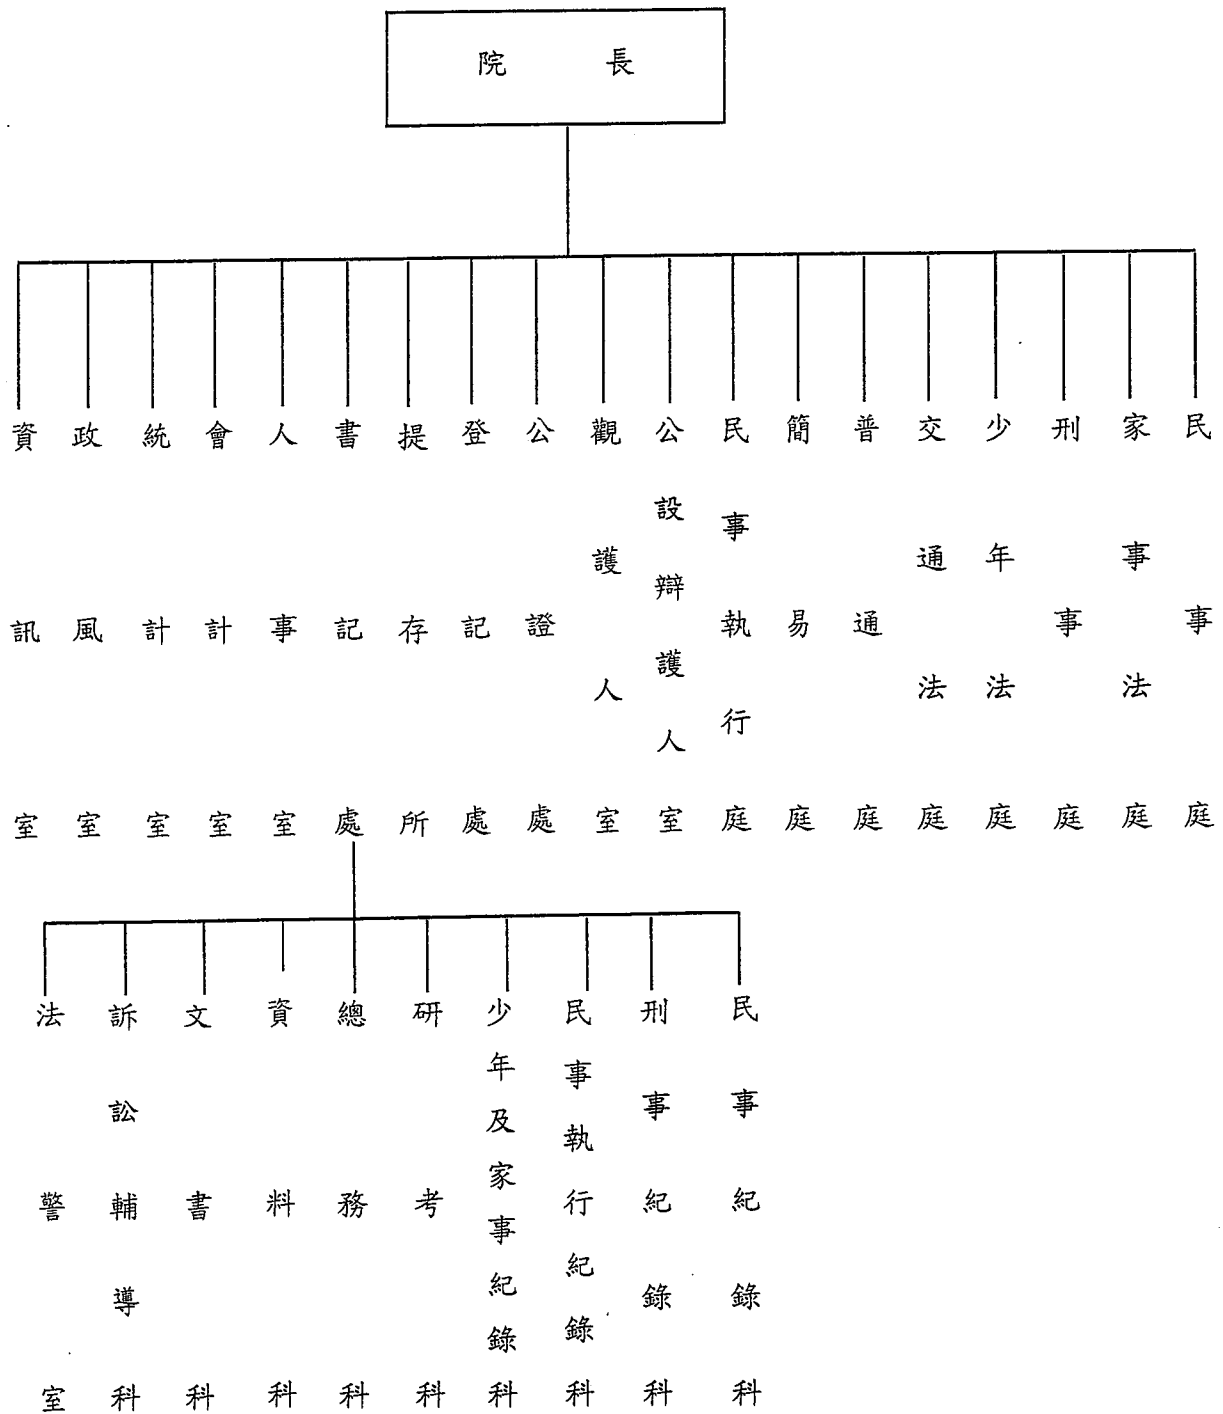 院長
民事庭
家事法庭
刑事庭
少年法庭
交通法庭
普通庭
簡易庭
民事執行庭
公設辯護人室
觀護人室
公證處
登記處
提存所
書記處
人事室
會計室
統計室
政風室
資訊室
民事紀錄科
刑事紀錄科
民事執行紀錄科
少年及家事紀錄科
研考科
總務科
資料科
文書科
訴訟輔導科
法警室